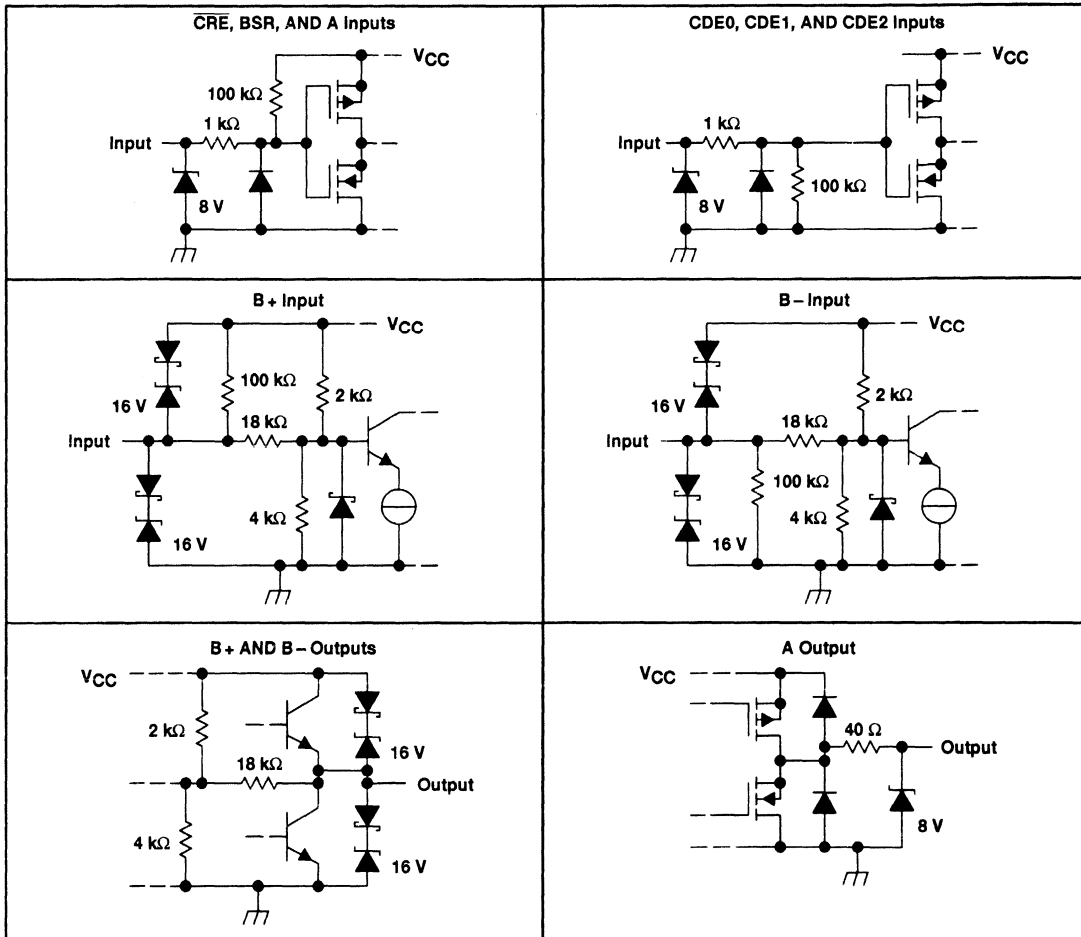 C̅R̅E̅, BSR, AND A Inputs
VCC
100 kΩ
1 kΩ
Input
8 V
CDE0, CDE1, AND CDE2 Inputs
VCC
1 kΩ
Input
100 kΩ
8 V
B+ Input
VCC
100 kΩ
2 kΩ
16 V
18 kΩ
Input
4 kΩ
16 V
B− Input
VCC
2 kΩ
16 V
18 kΩ
Input
100 kΩ
4 kΩ
16 V
B+ AND B− Outputs
VCC
2 kΩ
16 V
18 kΩ
Output
4 kΩ
16 V
A Output
VCC
40 Ω
Output
8 V